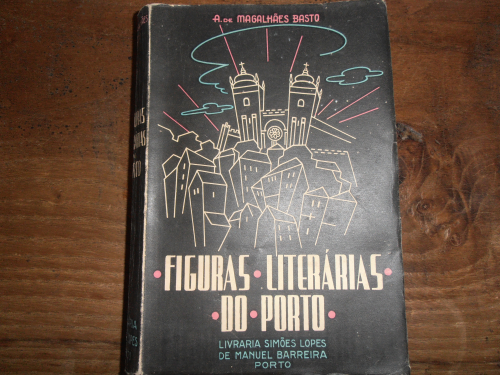 A. DE MAGALHÃES BASTO
FIGURAS · LITERÁRIAS
· DO · PORTO ·
LIVRARIA SIMÕES LOPES
DE MANUEL BARREIRA
PORTO